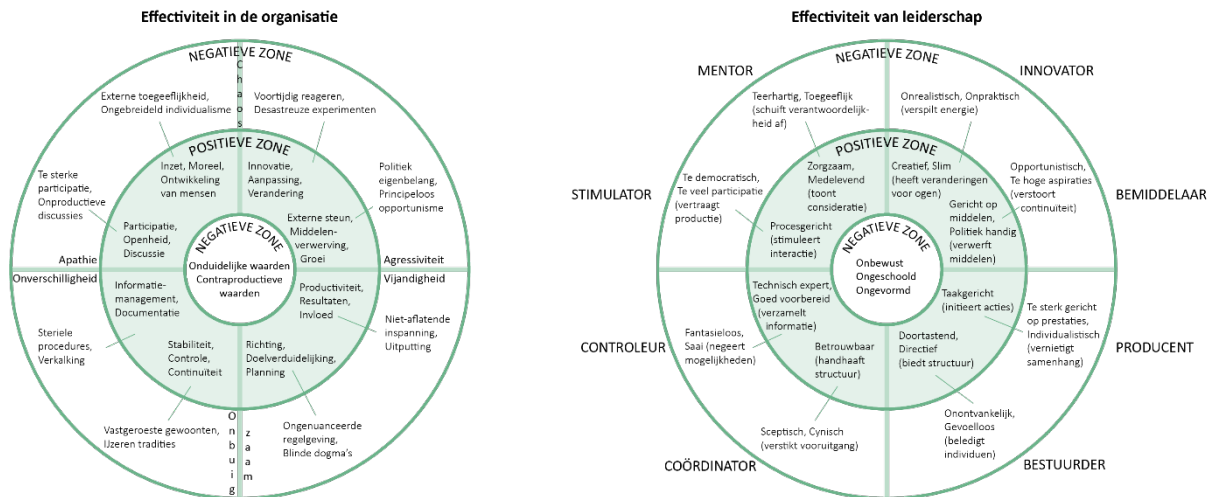 Effectiviteit in de organisatie
NEGATIEVE ZONE
Chaos
Externe toegeeflijkheid,
Ongebreideld individualisme
Voortijdig reageren,
Desastreuze experimenten
POSITIEVE ZONE
Inzet, Moreel,
Ontwikkeling
van mensen
Innovatie,
Aanpassing,
Verandering
Te sterke
participatie,
Onproductieve
discussies
Politiek
eigenbelang,
Principeloos
opportunisme
Participatie,
Openheid,
Discussie
Externe steun,
Middelen-
verwerving,
Groei
NEGATIEVE ZONE
Onduidelijke waarden
Contraproductieve
waarden
Apathie
Onverschilligheid
Agressiviteit
Vijandigheid
Informatie-
management,
Documentatie
Productiviteit,
Resultaten,
Invloed
Steriele
procedures,
Verkalking
Niet-aflatende
inspanning,
Uitputting
Stabiliteit,
Controle,
Continuïteit
Richting,
Doelverduidelijking,
Planning
Vastgeroeste gewoonten,
IJzeren tradities
Ongenuanceerde
regelgeving,
Blinde dogma's
Onbuig
zaam
Effectiviteit van leiderschap
NEGATIEVE ZONE
MENTOR
INNOVATOR
Teerhartig, Toegeeflijk
(schuift verantwoordelijk-
heid af)
Onrealistisch, Onpraktisch
(verspilt energie)
POSITIEVE ZONE
Zorgzaam,
Medelevend
(toont
consideratie)
Creatief, Slim
(heeft veranderingen
voor ogen)
STIMULATOR
BEMIDDELAAR
Te democratisch,
Te veel participatie
(vertraagt
productie)
Opportunistisch,
Te hoge aspiraties
(verstoort
continuïteit)
Procesgericht
(stimuleert
interactie)
Gericht op
middelen,
Politiek handig
(verwerft
middelen)
NEGATIEVE ZONE
Onbewust
Ongeschoold
Ongevormd
Technisch expert,
Goed voorbereid
(verzamelt
informatie)
Taakgericht
(initieert acties)
CONTROLEUR
PRODUCENT
Fantasieloos,
Saai (negeert
mogelijkheden)
Te sterk gericht
op prestaties,
Individualistisch
(vernietigt
samenhang)
Betrouwbaar
(handhaaft
structuur)
Doortastend,
Directief
(biedt structuur)
Sceptisch, Cynisch
(verstikt vooruitgang)
Onontvankelijk,
Gevoelloos
(beledigt
individuen)
COÖRDINATOR
BESTUURDER